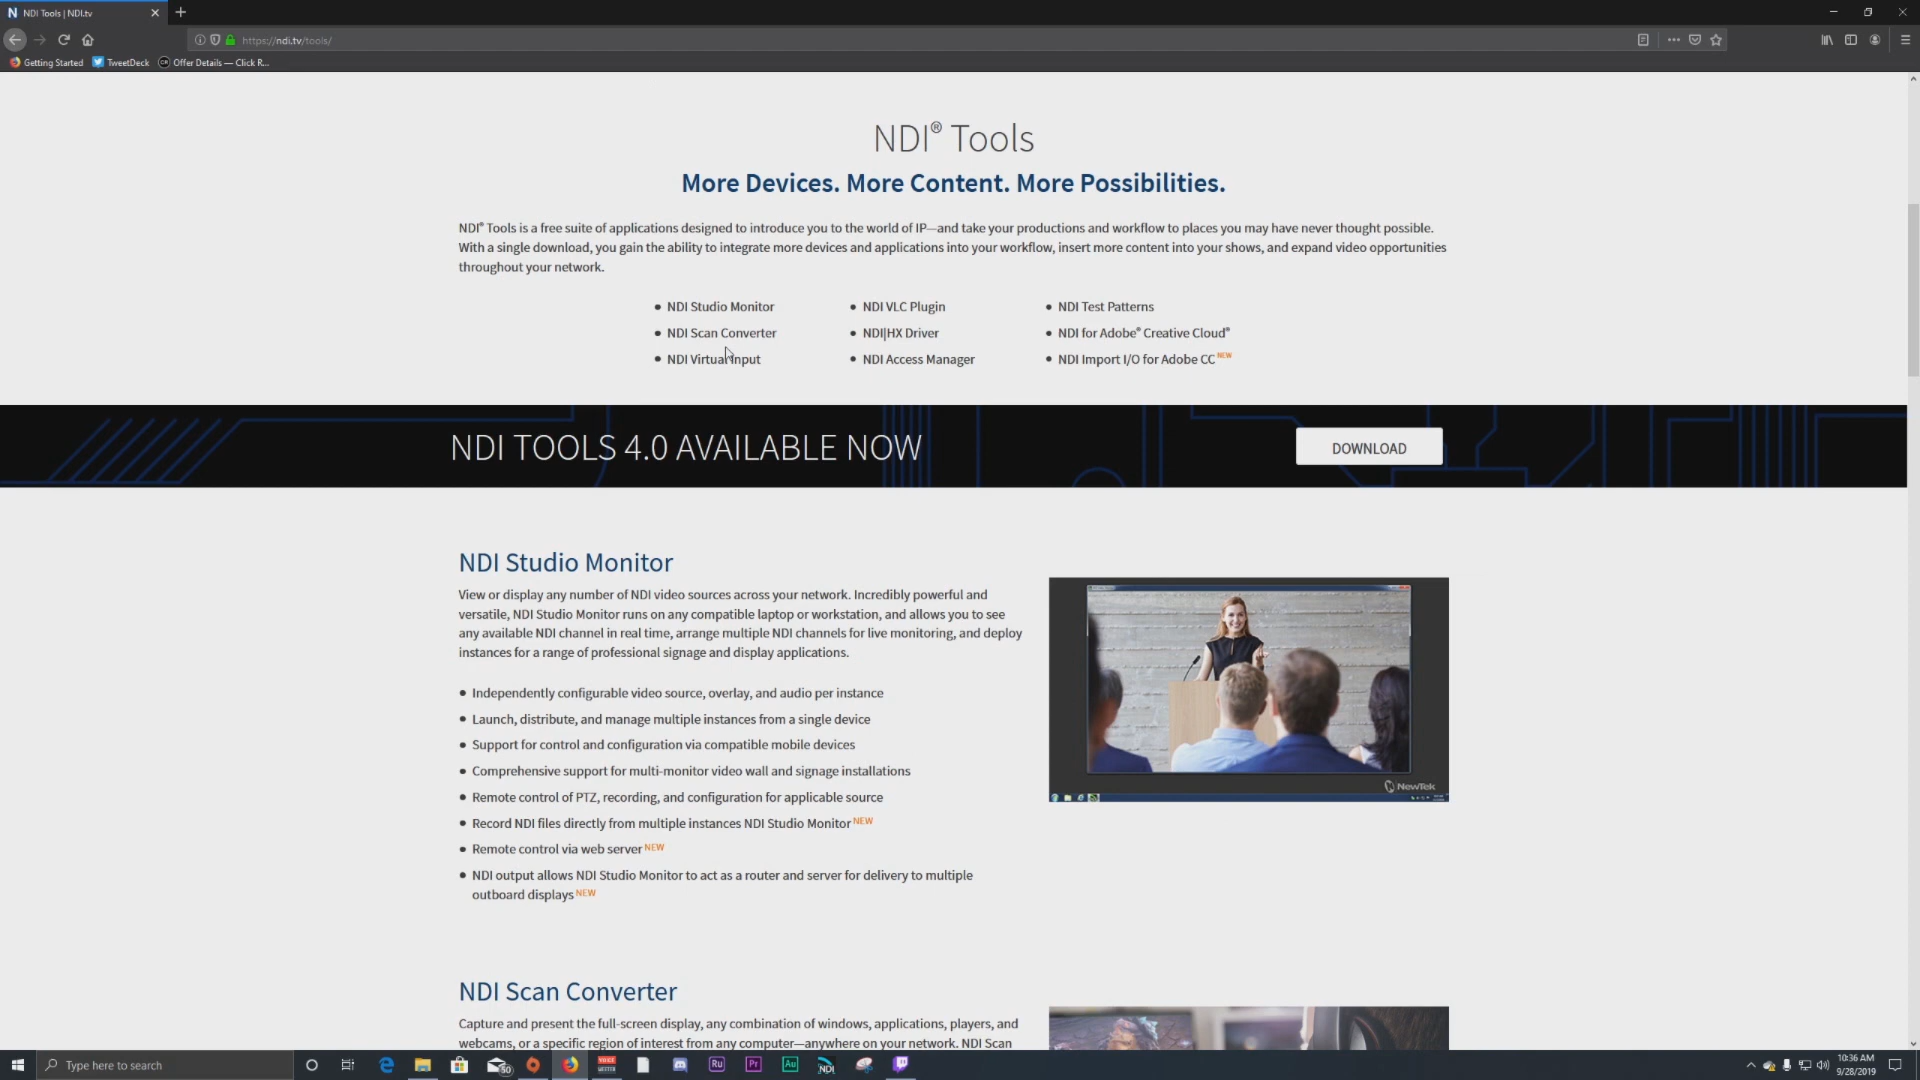 NDI Tools | NDI.tv
https://ndi.tv/tools/
Getting Started
TweetDeck
Offer Details — Click R...
NDI® Tools
More Devices. More Content. More Possibilities.
NDI® Tools is a free suite of applications designed to introduce you to the world of IP—and take your productions and workflow to places you may have never thought possible.
With a single download, you gain the ability to integrate more devices and applications into your workflow, insert more content into your shows, and expand video opportunities
throughout your network.
• NDI Studio Monitor
• NDI Scan Converter
• NDI Virtual Input
• NDI VLC Plugin
• NDI|HX Driver
• NDI Access Manager
• NDI Test Patterns
• NDI for Adobe® Creative Cloud®
• NDI Import I/O for Adobe CC NEW
NDI TOOLS 4.0 AVAILABLE NOW
DOWNLOAD
NDI Studio Monitor
View or display any number of NDI video sources across your network. Incredibly powerful and
versatile, NDI Studio Monitor runs on any compatible laptop or workstation, and allows you to see
any available NDI channel in real time, arrange multiple NDI channels for live monitoring, and deploy
instances for a range of professional signage and display applications.
• Independently configurable video source, overlay, and audio per instance
• Launch, distribute, and manage multiple instances from a single device
• Support for control and configuration via compatible mobile devices
• Comprehensive support for multi-monitor video wall and signage installations
• Remote control of PTZ, recording, and configuration for applicable source
• Record NDI files directly from multiple instances NDI Studio Monitor NEW
• Remote control via web server NEW
• NDI output allows NDI Studio Monitor to act as a router and server for delivery to multiple
outboard displays NEW
NewTek
NDI Scan Converter
Capture and present the full-screen display, any combination of windows, applications, players, and
webcams, or a specific region of interest from any computer—anywhere on your network. NDI Scan
Type here to search
50
Ru
Pr
Au
NDI
10:36 AM
9/28/2019